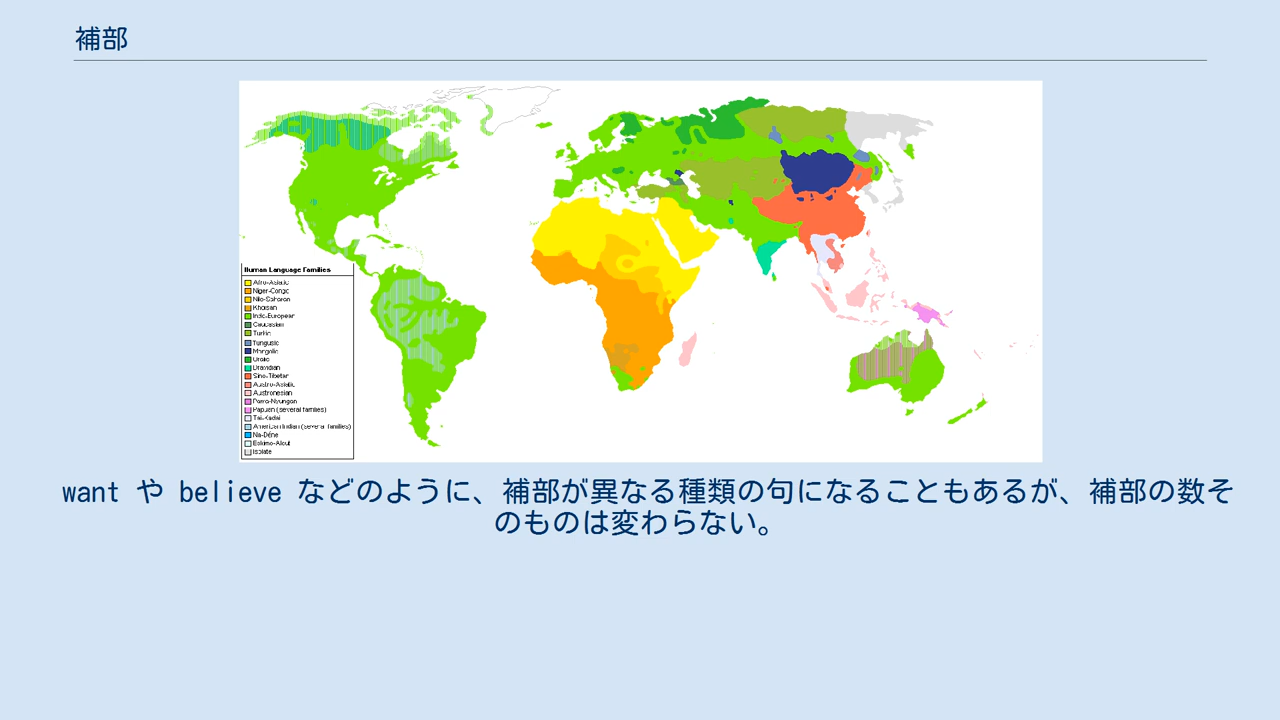 補部
Human Language Families
Afro-Asiatic
Niger-Congo
Nilo-Saharan
Khoisan
Indo-European
Caucasian
Turkic
Tungusic
Mongolic
Uralic
Dravidian
Sino-Tibetan
Austro-Asiatic
Austronesian
Pama-Nyungan
Papuan (several families)
Tai-Kadai
American Indian (several families)
Na-Dene
Eskimo-Aleut
Isolate
want や believe などのように、補部が異なる種類の句になることもあるが、補部の数そ
のものは変わらない。